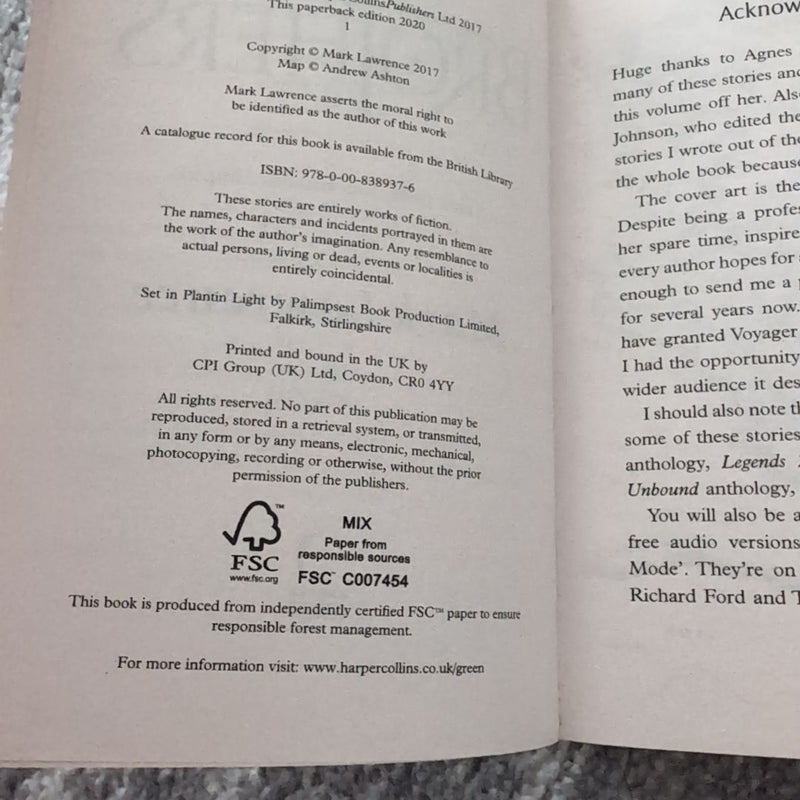 CollinsPublishers Ltd 2017
This paperback edition 2020
1
Copyright © Mark Lawrence 2017
Map © Andrew Ashton
Mark Lawrence asserts the moral right to
be identified as the author of this work
A catalogue record for this book is available from the British Library
ISBN: 978-0-00-838937-6
These stories are entirely works of fiction.
The names, characters and incidents portrayed in them are
the work of the author's imagination. Any resemblance to
actual persons, living or dead, events or localities is
entirely coincidental.
Set in Plantin Light by Palimpsest Book Production Limited,
Falkirk, Stirlingshire
Printed and bound in the UK by
CPI Group (UK) Ltd, Coydon, CR0 4YY
All rights reserved. No part of this publication may be
reproduced, stored in a retrieval system, or transmitted,
in any form or by any means, electronic, mechanical,
photocopying, recording or otherwise, without the prior
permission of the publishers.
™
FSC
www.fsc.org
MIX
Paper from
responsible sources
FSC™ C007454
This book is produced from independently certified FSC™ paper to ensure
responsible forest management.
For more information visit: www.harpercollins.co.uk/green
Acknow
Huge thanks to Agnes
many of these stories and
this volume off her. Also
Johnson, who edited the
stories I wrote out of the
the whole book because
The cover art is the
Despite being a profes
her spare time, inspire
every author hopes for
enough to send me a
for several years now.
have granted Voyager
I had the opportunity
wider audience it des
I should also note th
some of these stories
anthology, Legends
Unbound anthology,
You will also be a
free audio versions
Mode'. They're on
Richard Ford and T